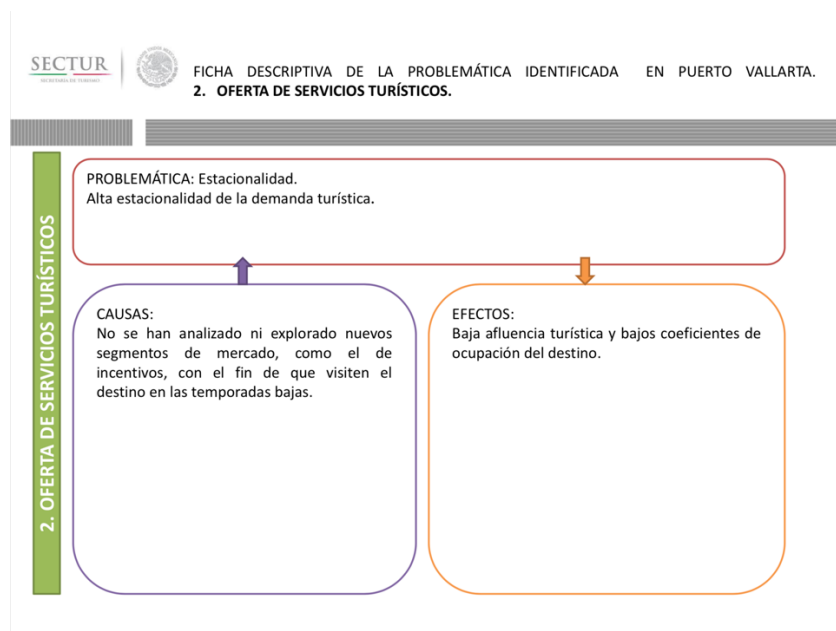 SECTUR
SECRETARÍA DE TURISMO
FICHA DESCRIPTIVA DE LA PROBLEMÁTICA IDENTIFICADA EN PUERTO VALLARTA.
2. OFERTA DE SERVICIOS TURÍSTICOS.
2. OFERTA DE SERVICIOS TURÍSTICOS
PROBLEMÁTICA: Estacionalidad.
Alta estacionalidad de la demanda turística.
CAUSAS:
No se han analizado ni explorado nuevos
segmentos de mercado, como el de
incentivos, con el fin de que visiten el
destino en las temporadas bajas.
EFECTOS:
Baja afluencia turística y bajos coeficientes de
ocupación del destino.